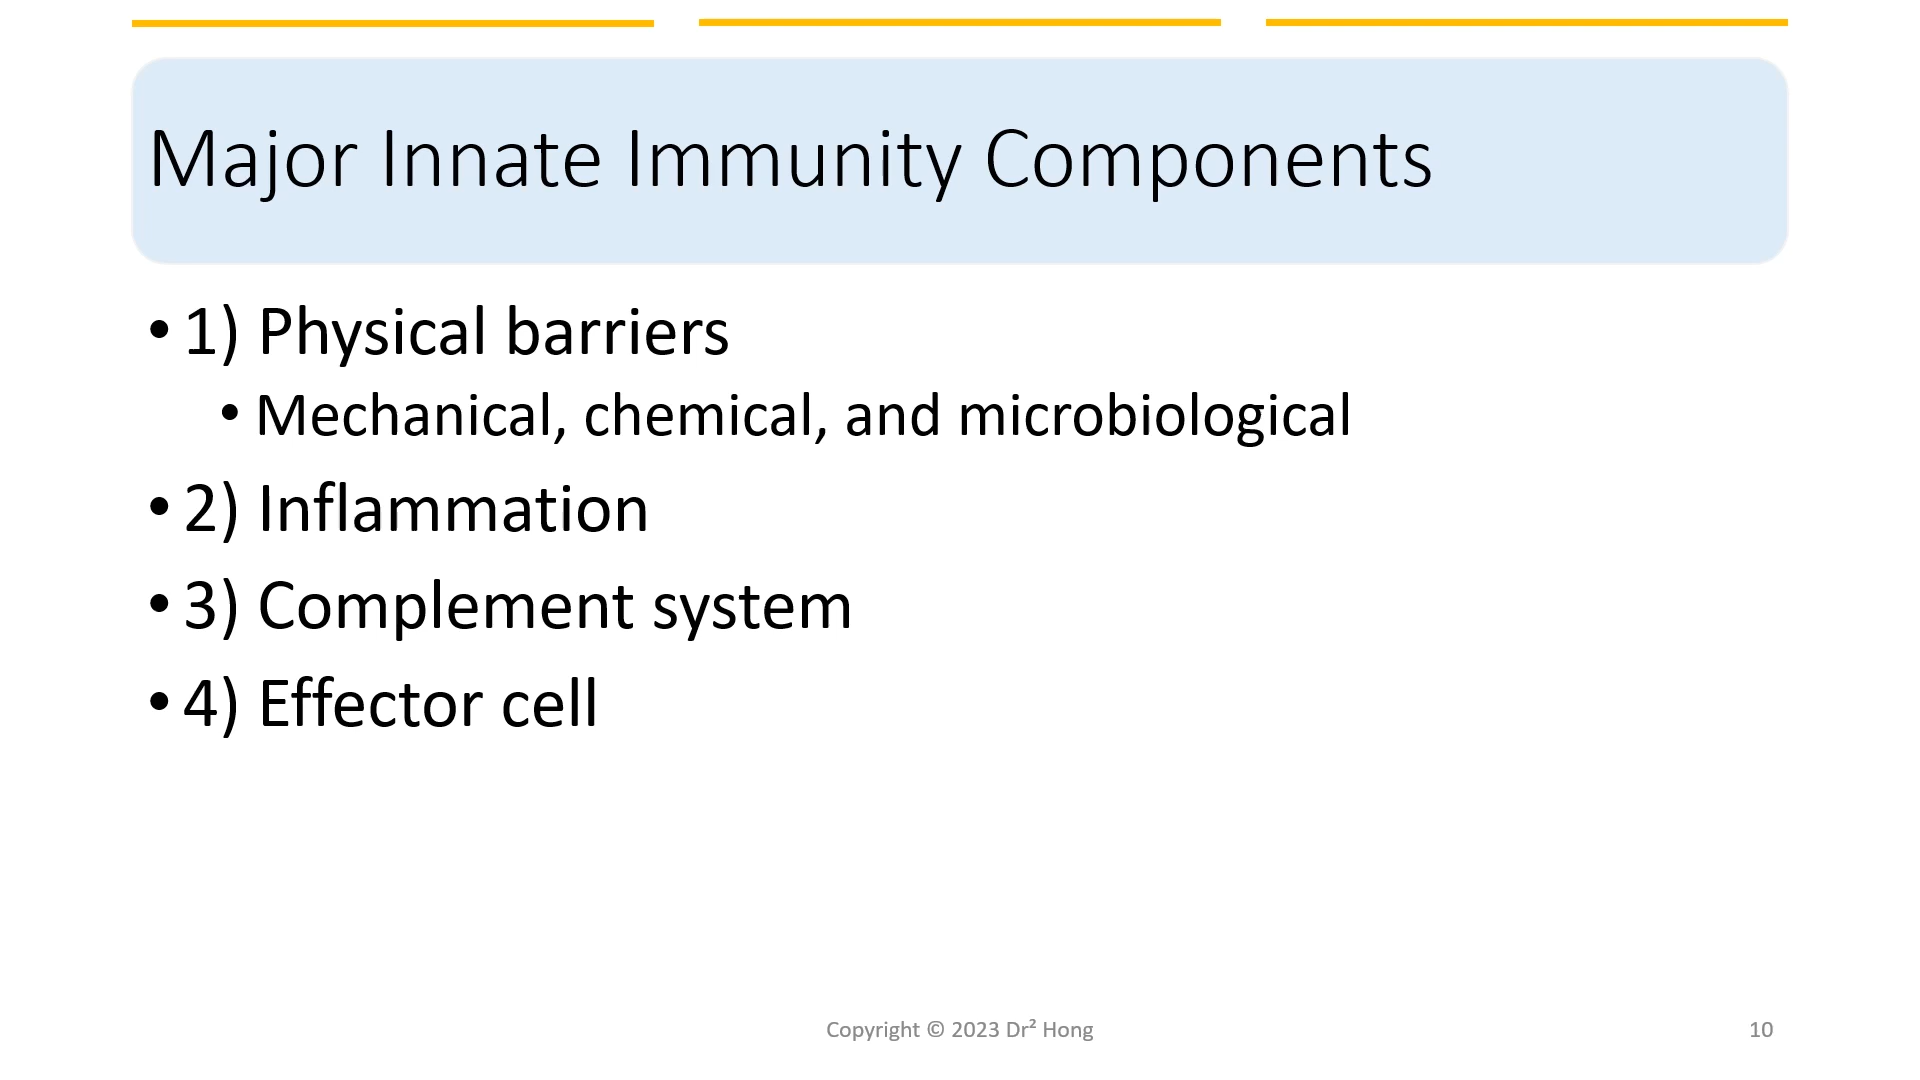 Major Innate Immunity Components
• 1) Physical barriers
• Mechanical, chemical, and microbiological
• 2) Inflammation
• 3) Complement system
• 4) Effector cell
Copyright © 2023 Dr² Hong
10